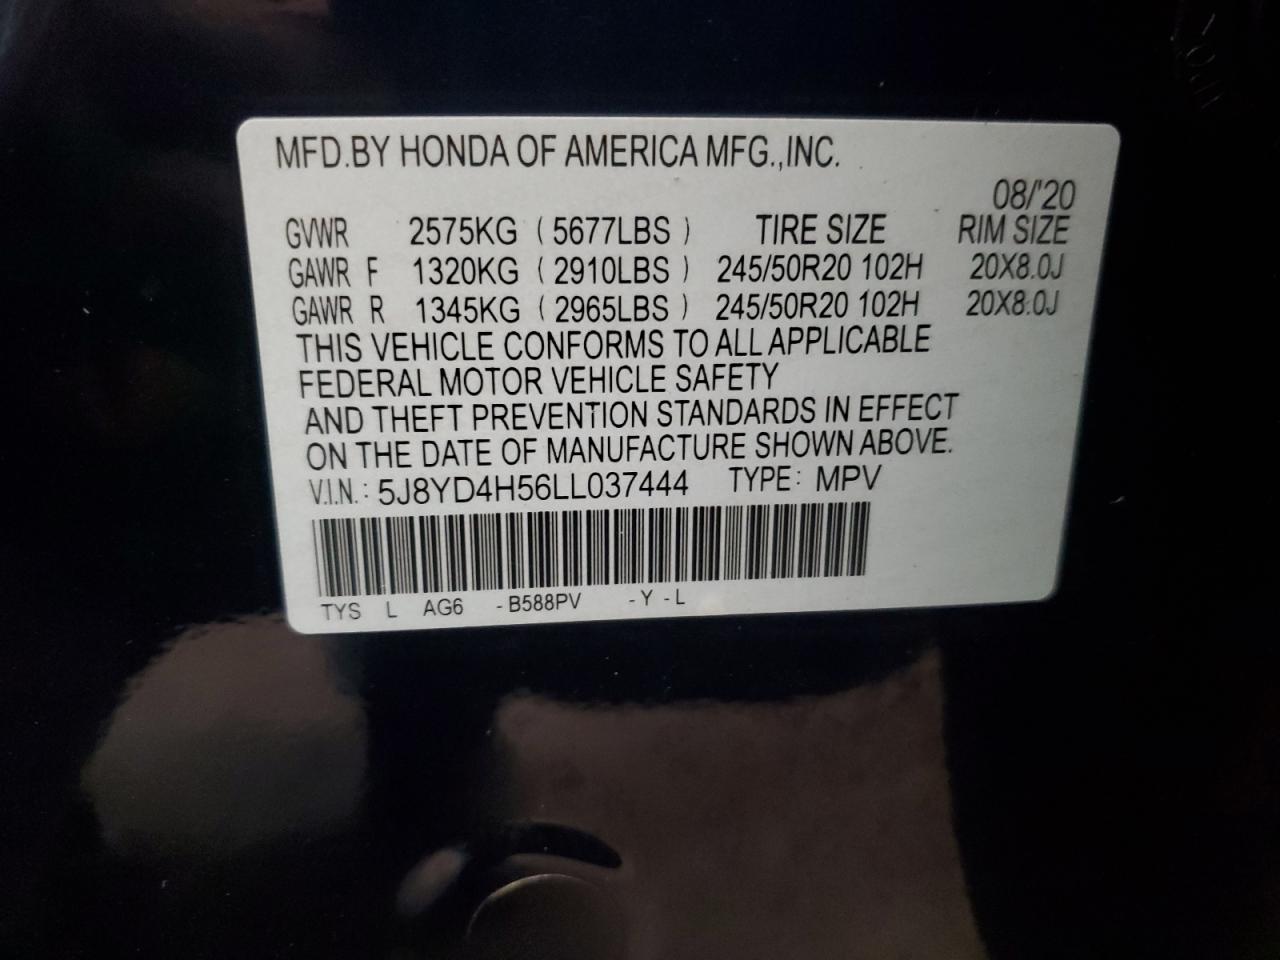 MFD.BY HONDA OF AMERICA MFG.,INC.
08/'20
GVWR 2575KG ( 5677LBS ) TIRE SIZE RIM SIZE
GAWR F 1320KG ( 2910LBS ) 245/50R20 102H 20X8.0J
GAWR R 1345KG ( 2965LBS ) 245/50R20 102H 20X8.0J
THIS VEHICLE CONFORMS TO ALL APPLICABLE
FEDERAL MOTOR VEHICLE SAFETY
AND THEFT PREVENTION STANDARDS IN EFFECT
ON THE DATE OF MANUFACTURE SHOWN ABOVE.
V.I.N.: 5J8YD4H56LL037444 TYPE: MPV
TYS L AG6 -B588PV -Y -L